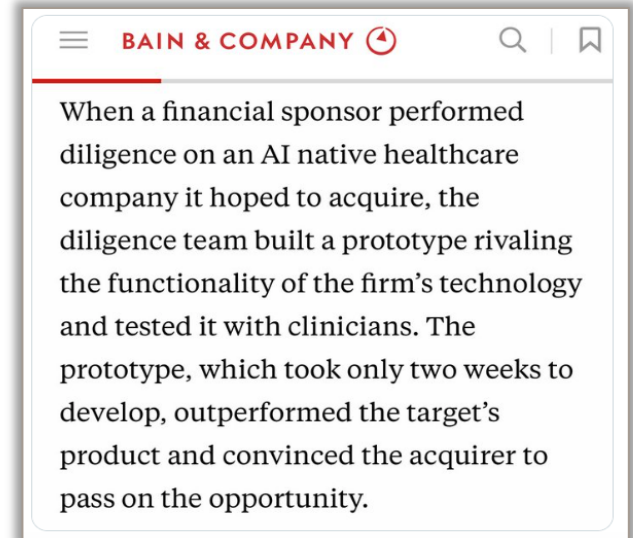 BAIN & COMPANY
When a financial sponsor performed
diligence on an AI native healthcare
company it hoped to acquire, the
diligence team built a prototype rivaling
the functionality of the firm’s technology
and tested it with clinicians. The
prototype, which took only two weeks to
develop, outperformed the target’s
product and convinced the acquirer to
pass on the opportunity.